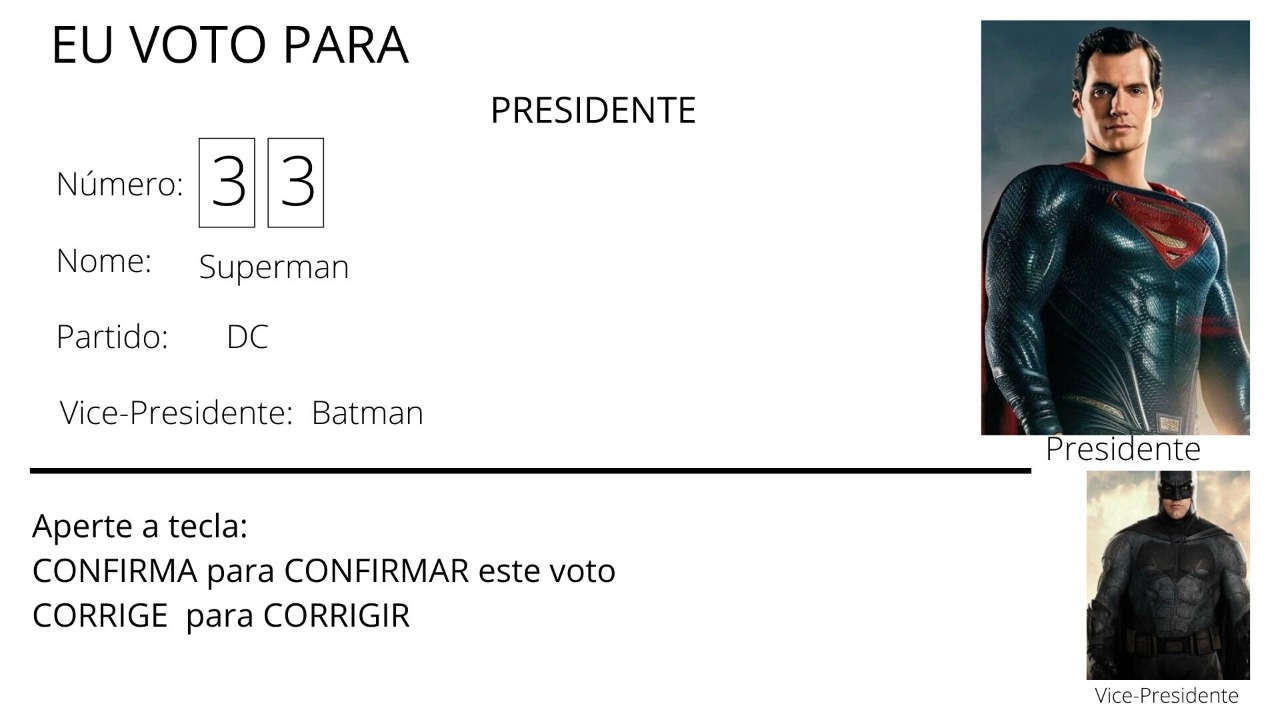 EU VOTO PARA
PRESIDENTE
Número: 3 3
Nome: Superman
Partido: DC
Vice-Presidente: Batman
Presidente
Aperte a tecla:
CONFIRMA para CONFIRMAR este voto
CORRIGE para CORRIGIR
Vice-Presidente